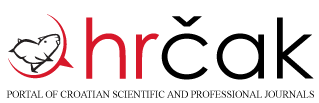 hrčak
PORTAL OF CROATIAN SCIENTIFIC AND PROFESSIONAL JOURNALS